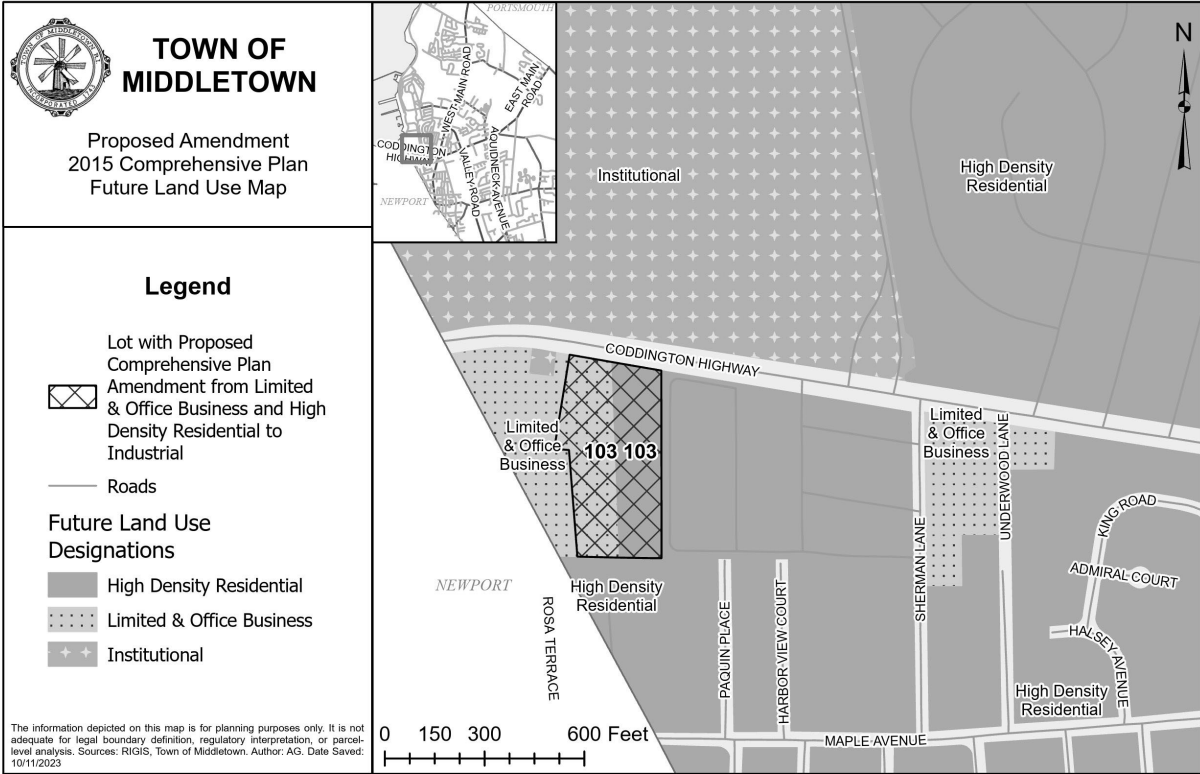 TOWN OF MIDDLETOWN, R.I.
INCORPORATED 1743
TOWN OF
MIDDLETOWN
Proposed Amendment
2015 Comprehensive Plan
Future Land Use Map
Legend
Lot with Proposed
Comprehensive Plan
Amendment from Limited
& Office Business and High
Density Residential to
Industrial
Roads
Future Land Use
Designations
High Density Residential
Limited & Office Business
Institutional
The information depicted on this map is for planning purposes only. It is not
adequate for legal boundary definition, regulatory interpretation, or parcel-
level analysis. Sources: RIGIS, Town of Middletown. Author: AG. Date Saved:
10/11/2023
PORTSMOUTH
WEST MAIN ROAD
EAST MAIN
ROAD
CODDINGTON
HIGHWAY
VALLEY ROAD
AQUIDNECK AVENUE
NEWPORT
N
Institutional
High Density
Residential
CODDINGTON HIGHWAY
Limited
& Office
Business
103 103
Limited
& Office
Business
UNDERWOOD LANE
SHERMAN LANE
KING ROAD
ADMIRAL COURT
HALSEY AVENUE
NEWPORT
High Density
Residential
ROSA TERRACE
PAQUIN PLACE
HARBOR VIEW COURT
High Density
Residential
MAPLE AVENUE
0 150 300 600 Feet